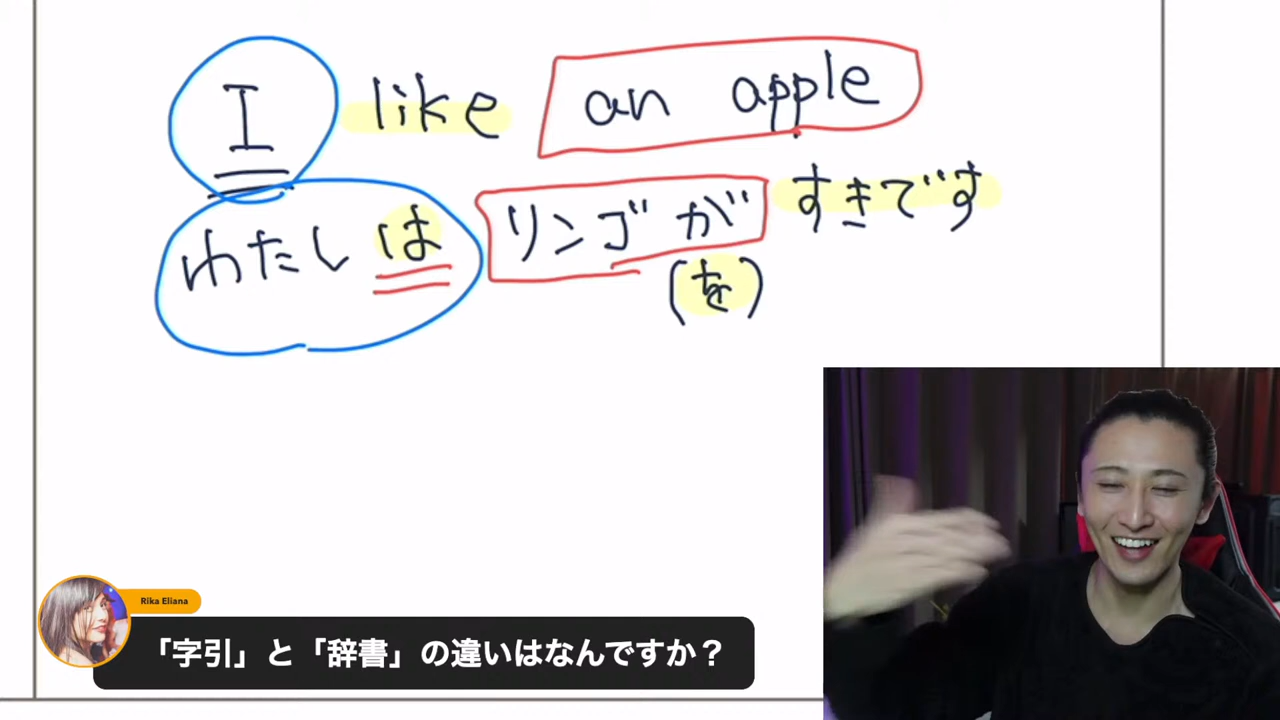 I like an apple
わたしは リンゴが すきです
(を)
Rika Eliana
「字引」と「辞書」の違いはなんですか？